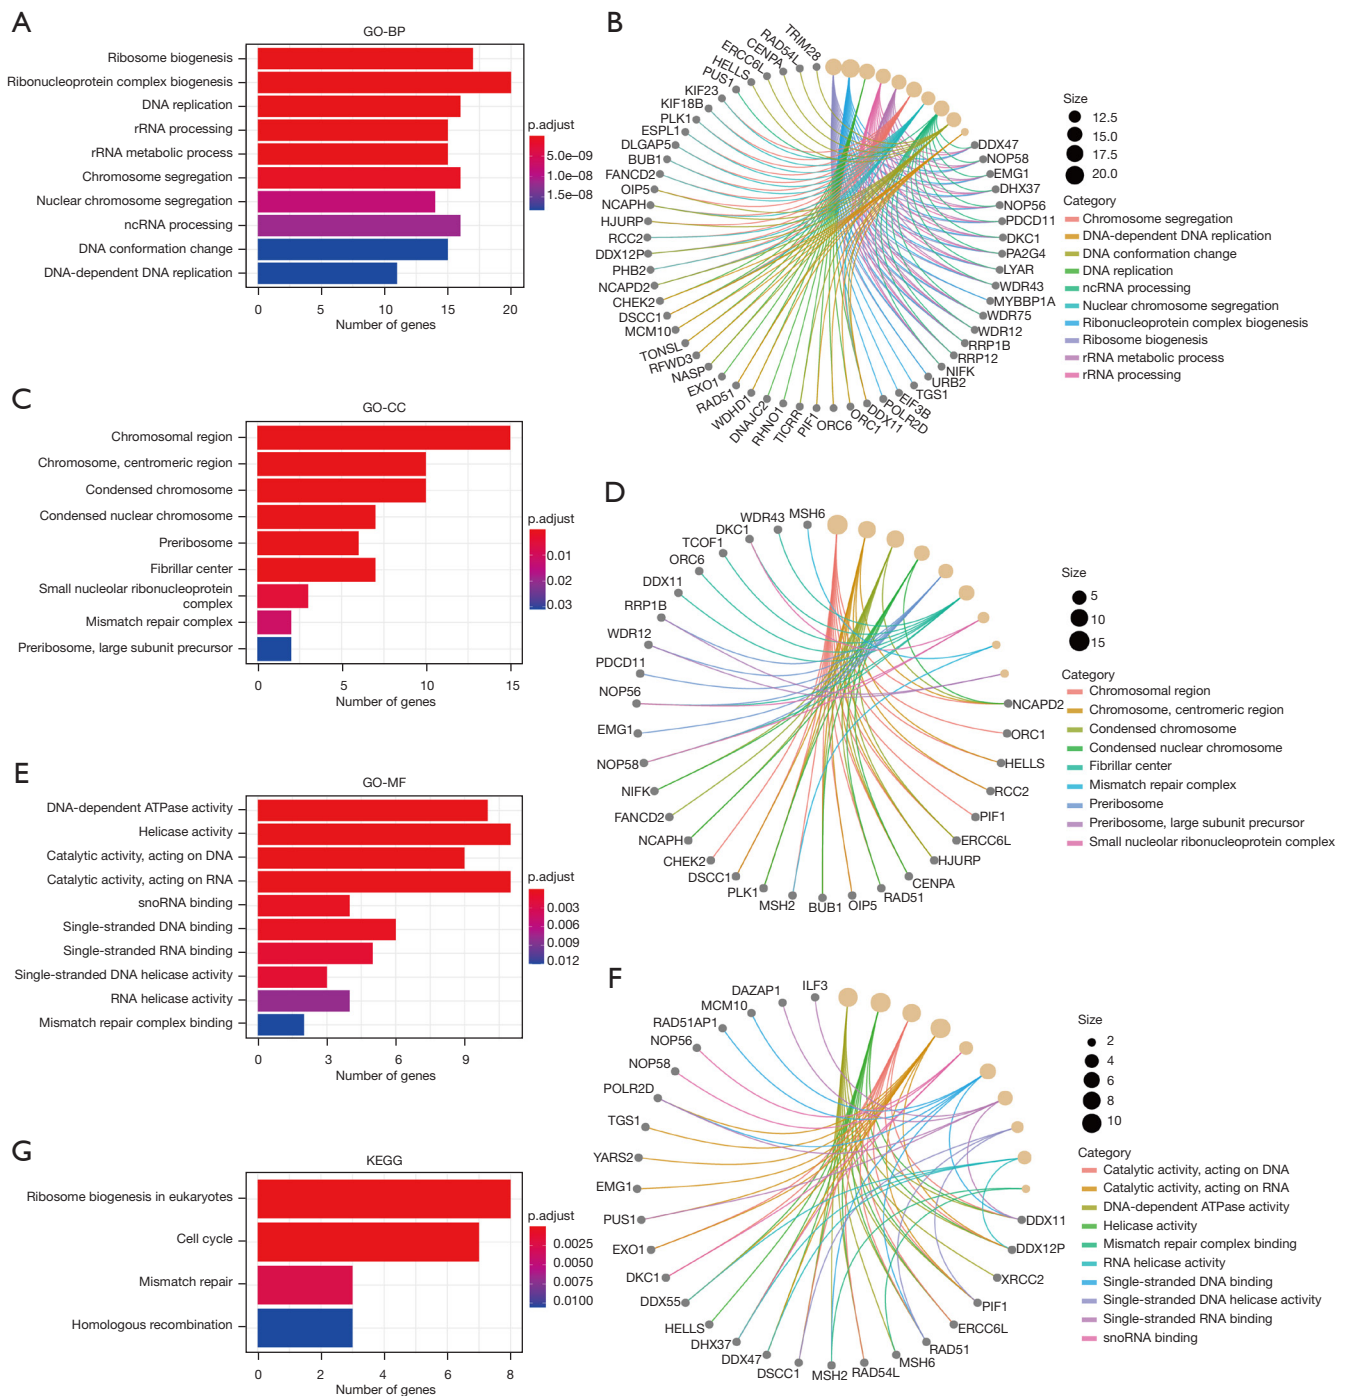 A
GO-BP
Ribosome biogenesis
Ribonucleoprotein complex biogenesis
DNA replication
rRNA processing
rRNA metabolic process
Chromosome segregation
Nuclear chromosome segregation
ncRNA processing
DNA conformation change
DNA-dependent DNA replication
0 5 10 15 20
Number of genes
p.adjust
5.0e–09
1.0e–08
1.5e–08
B
TRIM28
RAD54L
CENPA
ERCC6L
HELLS
PUS1
KIF23
KIF18B
PLK1
ESPL1
DLGAP5
BUB1
FANCD2
OIP5
NCAPH
HJURP
RCC2
DDX12P
PHB2
NCAPD2
CHEK2
DSCC1
MCM10
TONSL
RFWD3
NASP
EXO1
RAD51
WDHD1
DNAJC2
RHNO1
TICRR
PIF1
ORC6
ORC1
DDX11
POLR2D
EIF3B
TGS1
URB2
NIFK
RRP12
RRP1B
WDR12
WDR75
MYBBP1A
WDR43
LYAR
PA2G4
DKC1
PDCD11
NOP56
DHX37
EMG1
NOP58
DDX47
Size
12.5
15.0
17.5
20.0
Category
Chromosome segregation
DNA-dependent DNA replication
DNA conformation change
DNA replication
ncRNA processing
Nuclear chromosome segregation
Ribonucleoprotein complex biogenesis
Ribosome biogenesis
rRNA metabolic process
rRNA processing
C
GO-CC
Chromosomal region
Chromosome, centromeric region
Condensed chromosome
Condensed nuclear chromosome
Preribosome
Fibrillar center
Small nucleolar ribonucleoprotein
complex
Mismatch repair complex
Preribosome, large subunit precursor
0 5 10 15
Number of genes
p.adjust
0.01
0.02
0.03
D
MSH6
WDR43
DKC1
TCOF1
ORC6
DDX11
RRP1B
WDR12
PDCD11
NOP56
EMG1
NOP58
NIFK
FANCD2
NCAPH
CHEK2
DSCC1
PLK1
MSH2
BUB1
OIP5
RAD51
CENPA
HJURP
ERCC6L
PIF1
RCC2
HELLS
ORC1
NCAPD2
Size
5
10
15
Category
Chromosomal region
Chromosome, centromeric region
Condensed chromosome
Condensed nuclear chromosome
Fibrillar center
Mismatch repair complex
Preribosome
Preribosome, large subunit precursor
Small nucleolar ribonucleoprotein complex
E
GO-MF
DNA-dependent ATPase activity
Helicase activity
Catalytic activity, acting on DNA
Catalytic activity, acting on RNA
snoRNA binding
Single-stranded DNA binding
Single-stranded RNA binding
Single-stranded DNA helicase activity
RNA helicase activity
Mismatch repair complex binding
0 3 6 9
Number of genes
p.adjust
0.003
0.006
0.009
0.012
F
ILF3
DAZAP1
MCM10
RAD51AP1
NOP56
NOP58
POLR2D
TGS1
YARS2
EMG1
PUS1
EXO1
DKC1
DDX55
HELLS
DHX37
DDX47
DSCC1
MSH2
RAD54L
MSH6
RAD51
ERCC6L
PIF1
XRCC2
DDX12P
DDX11
Size
2
4
6
8
10
Category
Catalytic activity, acting on DNA
Catalytic activity, acting on RNA
DNA-dependent ATPase activity
Helicase activity
Mismatch repair complex binding
RNA helicase activity
Single-stranded DNA binding
Single-stranded DNA helicase activity
Single-stranded RNA binding
snoRNA binding
G
KEGG
Ribosome biogenesis in eukaryotes
Cell cycle
Mismatch repair
Homologous recombination
0 2 4 6 8
Number of genes
p.adjust
0.0025
0.0050
0.0075
0.0100